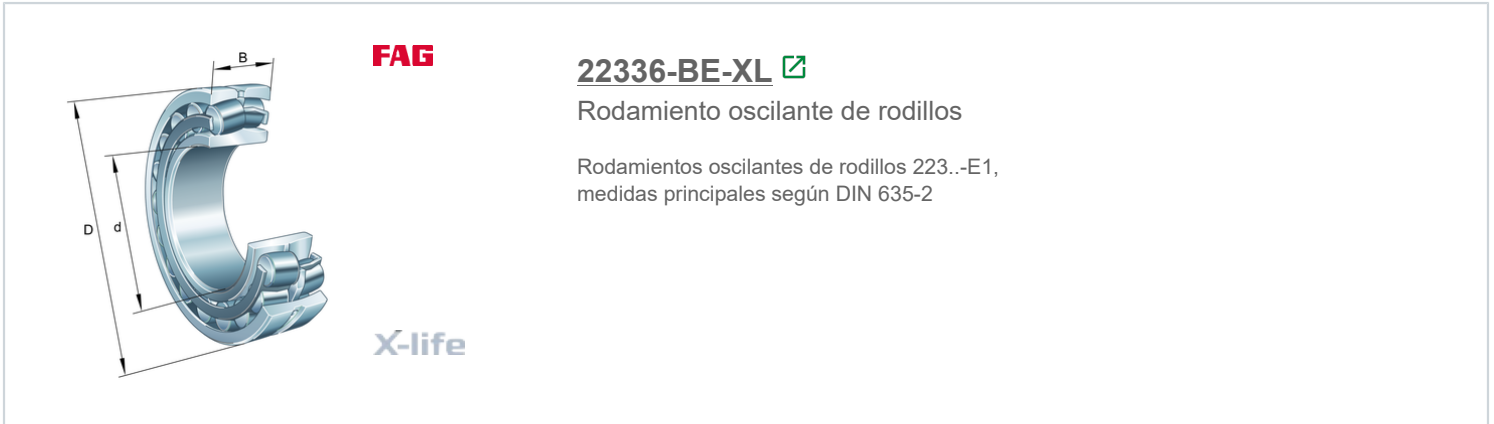 B
FAG
22336-BE-XL
Rodamiento oscilante de rodillos
Rodamientos oscilantes de rodillos 223..-E1,
medidas principales según DIN 635-2
D
d
X-life